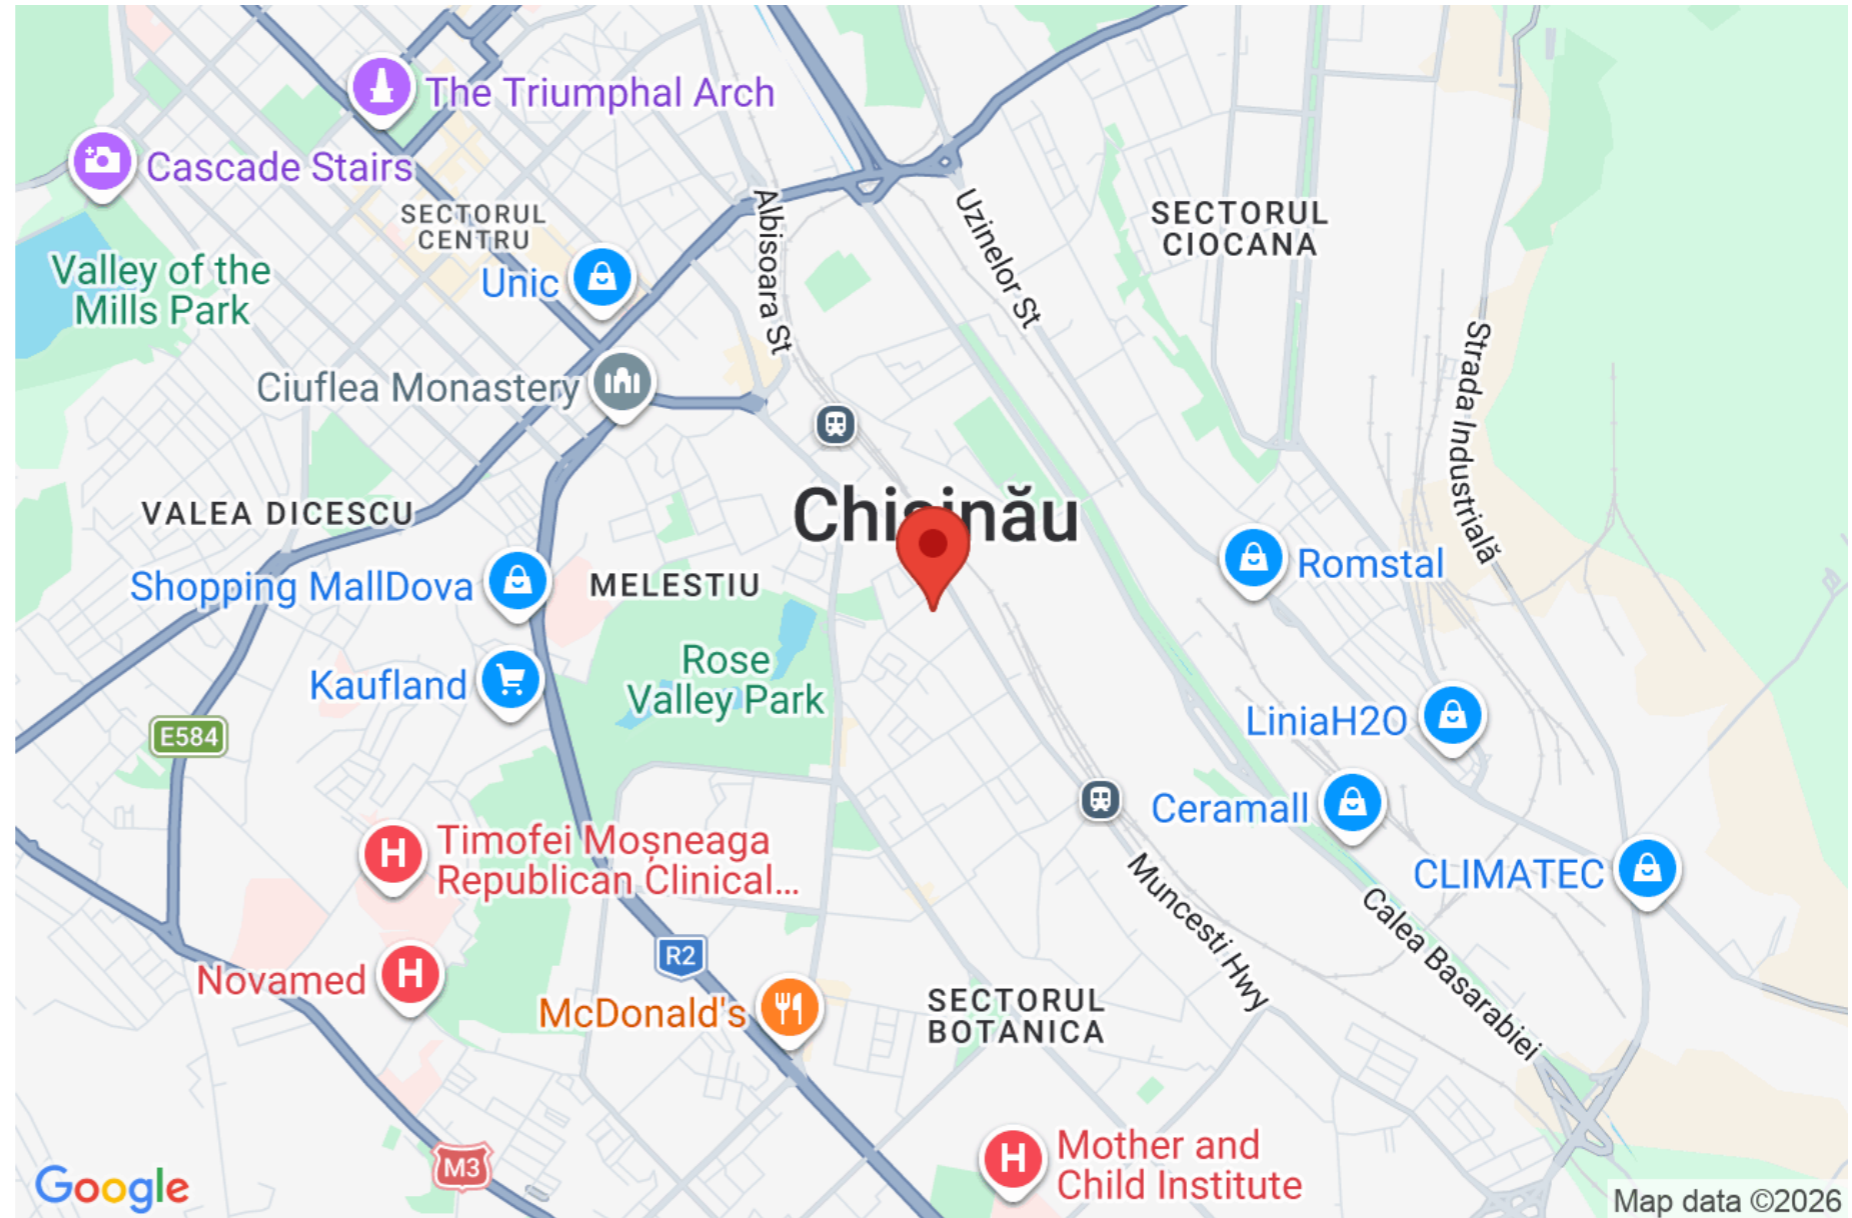 The Triumphal Arch
Cascade Stairs
SECTORUL
CENTRU
Albisoara St
Uzinelor St
SECTORUL
CIOCANA
Valley of the
Mills Park
Unic
Strada Industrială
Ciuflea Monastery
VALEA DICESCU
Chișinău
Shopping MallDova
MELESTIU
Romstal
Rose
Valley Park
Kaufland
E584
LiniaH2O
Ceramall
Timofei Moșneaga
Republican Clinical...
CLIMATEC
Muncesti Hwy
Calea Basarabiei
R2
Novamed
McDonald's
SECTORUL
BOTANICA
M3
Mother and
Child Institute
Google
Map data ©2026